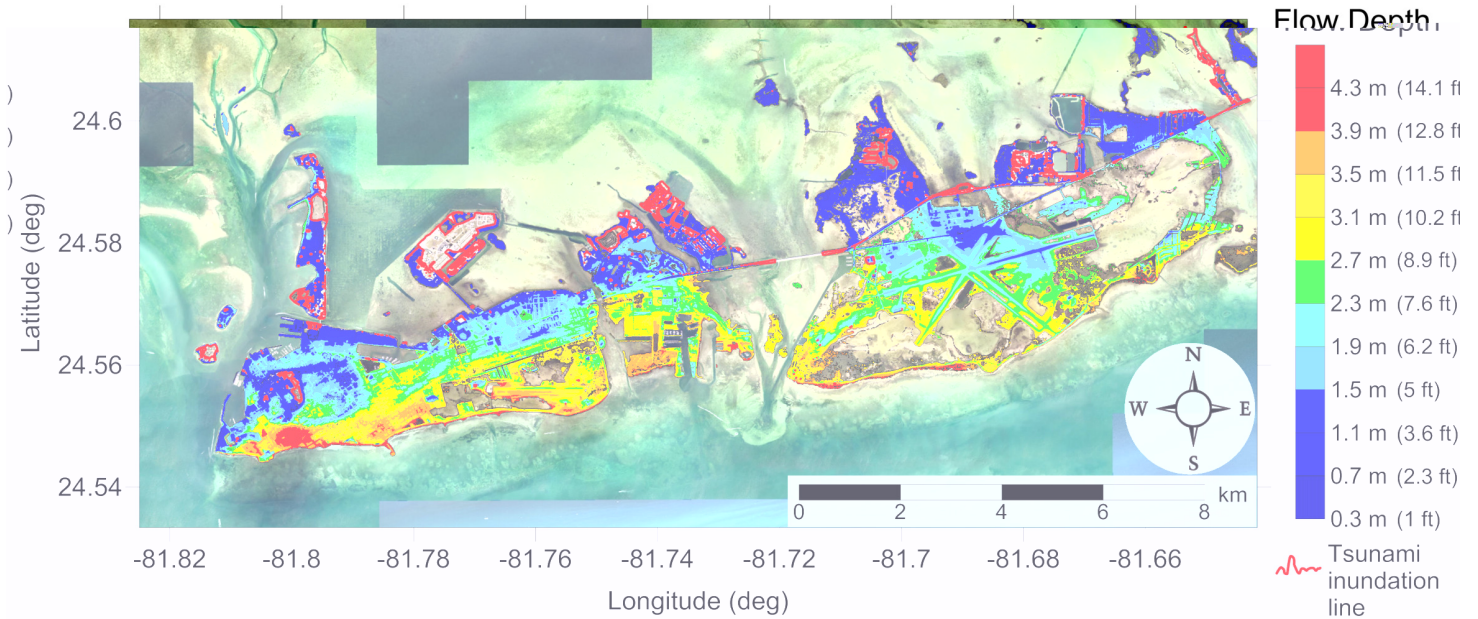 Flow Depth
4.3 m (14.1 ft
24.6
3.9 m (12.8 ft
3.5 m (11.5 ft
3.1 m (10.2 ft
24.58
2.7 m (8.9 ft)
2.3 m (7.6 ft)
1.9 m (6.2 ft)
24.56
1.5 m (5 ft)
1.1 m (3.6 ft)
0.7 m (2.3 ft)
24.54
0.3 m (1 ft)
Latitude (deg)
N
W E
S
km
0 2 4 6 8
-81.82 -81.8 -81.78 -81.76 -81.74 -81.72 -81.7 -81.68 -81.66
Longitude (deg)
Tsunami
inundation
line